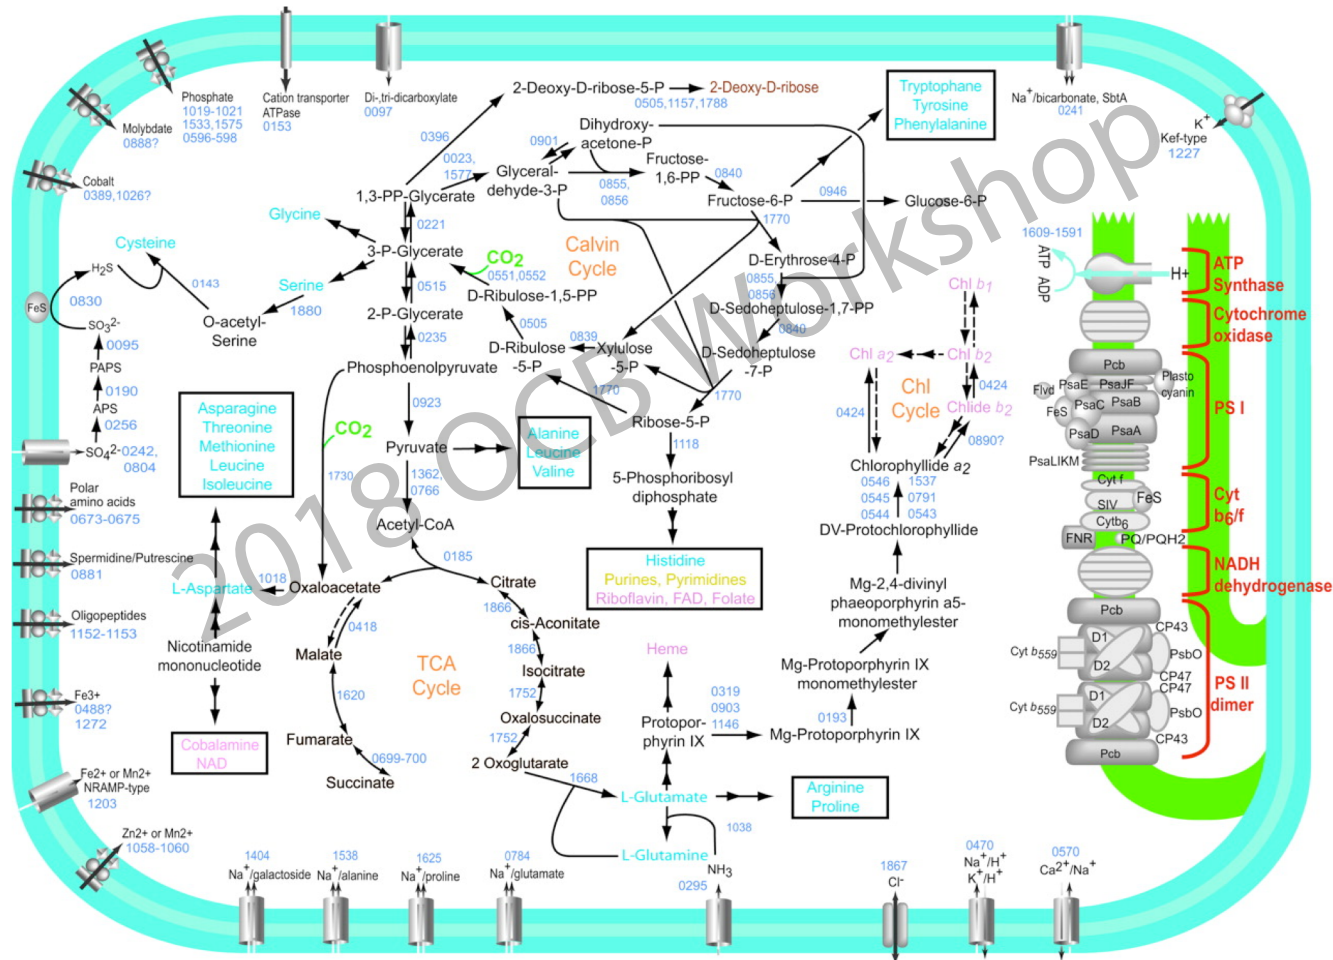 Phosphate
1019-1021
1533,1575
0596-598
Molybdate
0888?
Cobalt
0389,1026?
Cation transporter
ATPase
0153
Di-,tri-dicarboxylate
0097
Na+/bicarbonate, SbtA
0241
K+
Kef-type
1227
2-Deoxy-D-ribose-5-P
2-Deoxy-D-ribose
0505,1157,1788
Tryptophane
Tyrosine
Phenylalanine
0396
0023,
1577
0901
Dihydroxy-
acetone-P
Glyceral-
dehyde-3-P
0855,
0856
Fructose-
1,6-PP
0840
Fructose-6-P
0946
Glucose-6-P
1770
1,3-PP-Glycerate
0221
Glycine
3-P-Glycerate
Serine
1880
0515
2-P-Glycerate
0235
Phosphoenolpyruvate
CO2
0551,0552
Calvin
Cycle
D-Ribulose-1,5-PP
0505
D-Ribulose
-5-P
0839
Xylulose
-5-P
1770
D-Erythrose-4-P
0855,
0856
D-Sedoheptulose-1,7-PP
0840
D-Sedoheptulose
-7-P
1770
Ribose-5-P
1118
5-Phosphoribosyl
diphosphate
Histidine
Purines, Pyrimidines
Riboflavin, FAD, Folate
Cysteine
H2S
0143
FeS
0830
O-acetyl-
Serine
SO3 2-
0095
PAPS
0190
APS
0256
SO4 2-
0242,
0804
Asparagine
Threonine
Methionine
Leucine
Isoleucine
CO2
1730
0923
Pyruvate
Alanine
Leucine
Valine
1362,
0766
Acetyl-CoA
0185
Polar
amino acids
0673-0675
Spermidine/Putrescine
0881
Oligopeptides
1152-1153
Fe3+
0488?
1272
Fe2+ or Mn2+
NRAMP-type
1203
Zn2+ or Mn2+
1058-1060
L-Aspartate
1018
Oxaloacetate
Nicotinamide
mononucleotide
Cobalamine
NAD
0418
Malate
1620
Fumarate
0699-700
Succinate
TCA
Cycle
Citrate
1866
cis-Aconitate
1866
Isocitrate
1752
Oxalosuccinate
1752
2 Oxoglutarate
1668
L-Glutamate
L-Glutamine
1038
NH3
0295
Arginine
Proline
Heme
Protopor-
phyrin IX
0319
0903
1146
Mg-Protoporphyrin IX
0193
Mg-Protoporphyrin IX
monomethylester
Mg-2,4-divinyl
phaeoporphyrin a5-
monomethylester
DV-Protochlorophyllide
0546 1537
0545 0791
0544 0543
Chlorophyllide a2
0424
Chl a2
Chl b1
Chl b2
0424
Chlide b2
0890?
Chl
Cycle
1404
Na+/galactoside
1538
Na+/alanine
1625
Na+/proline
0784
Na+/glutamate
1867
Cl-
0470
Na+/H+
K+/H+
0570
Ca2+/Na+
1609-1591
ATP
ADP
H+
ATP
Synthase
Cytochrome
oxidase
Pcb
Flvd
PsaE
PsaJF
Plasto
cyanin
FeS
PsaC
PsaB
PsaD
PsaA
PsaLIKM
PS I
Cyt f
SIV
FeS
Cytb6
FNR
PQ/PQH2
Cyt
b6/f
NADH
dehydrogenase
Pcb
D1
CP43
Cyt b559
D2
PsbO
CP47
CP47
D1
Cyt b559
D2
PsbO
CP43
Pcb
PS II
dimer
2018 OCB Workshop